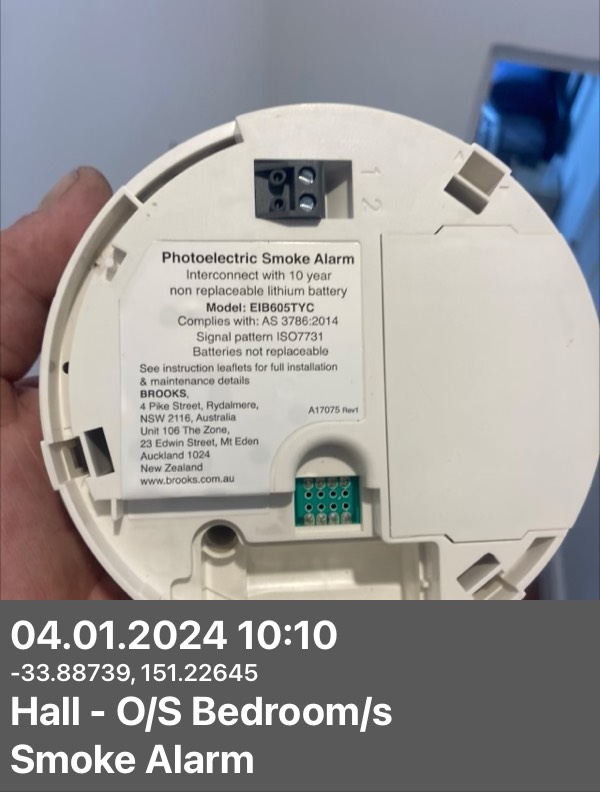 1
2
Photoelectric Smoke Alarm
Interconnect with 10 year
non replaceable lithium battery
Model: EIB605TYC
Complies with: AS 3786:2014
Signal pattern ISO7731
Batteries not replaceable
See instruction leaflets for full installation
& maintenance details
BROOKS,
4 Pike Street, Rydalmere,
NSW 2116, Australia
Unit 106 The Zone,
23 Edwin Street, Mt Eden
Auckland 1024
New Zealand
www.brooks.com.au
A17075 Rev1
04.01.2024 10:10
-33.88739, 151.22645
Hall - O/S Bedroom/s
Smoke Alarm